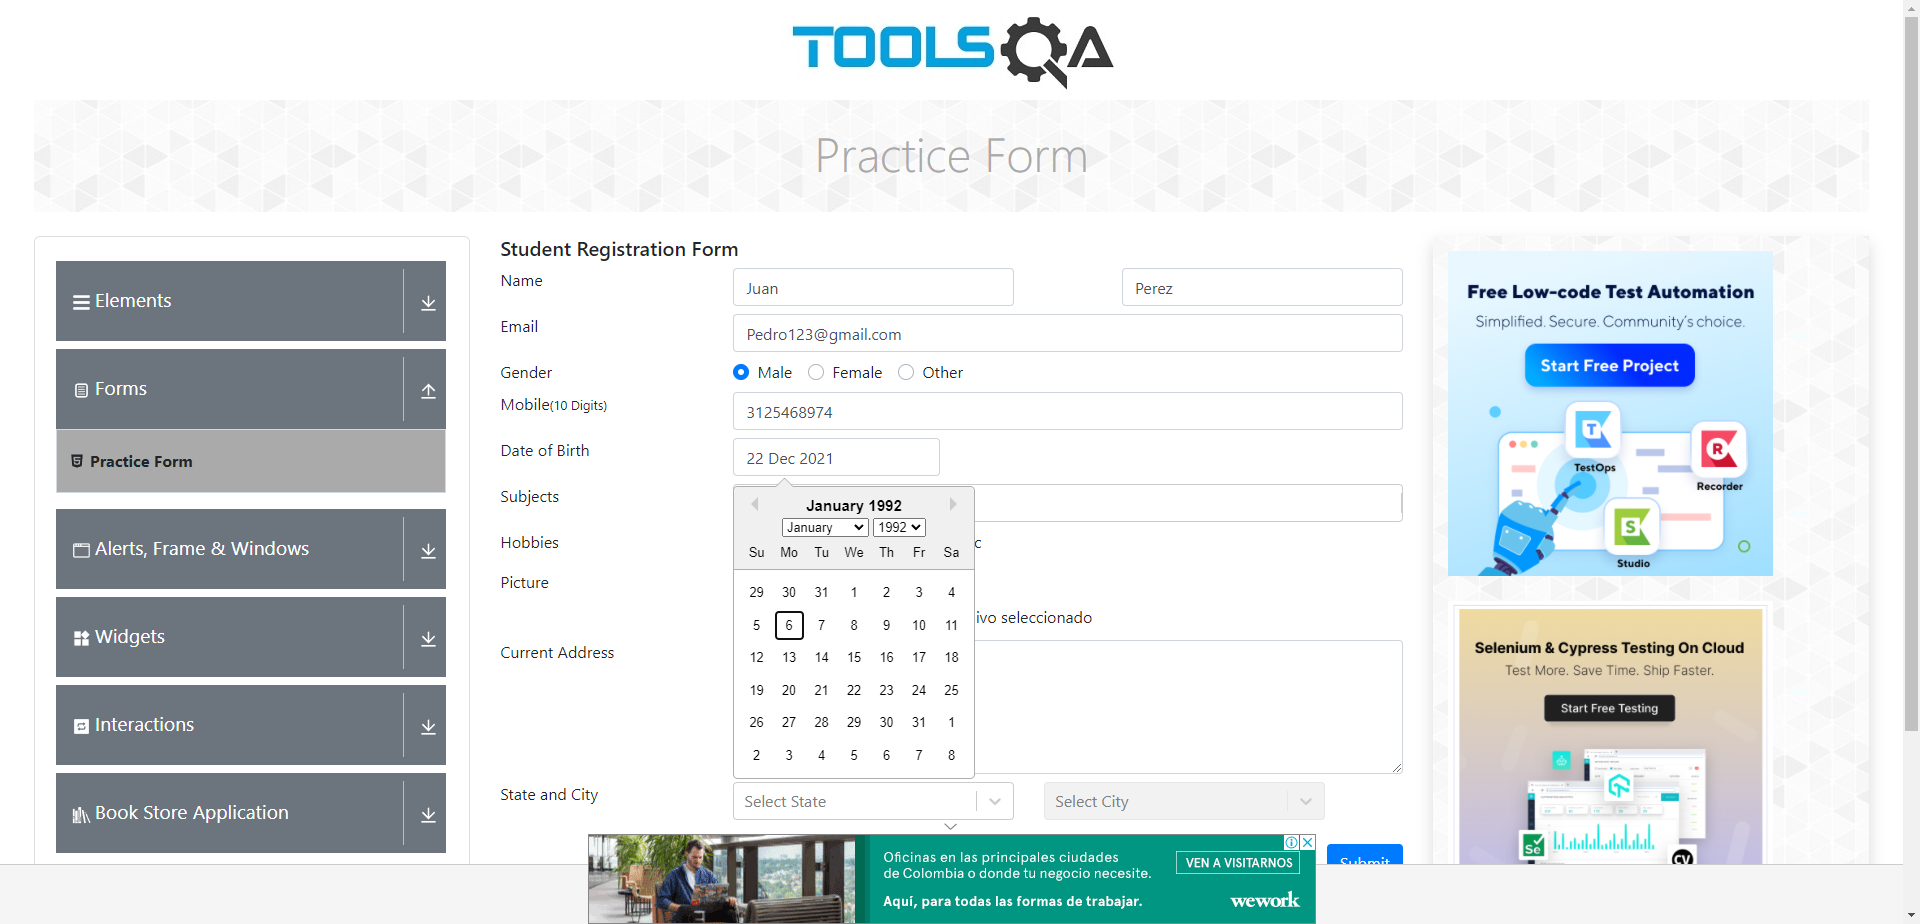 TOOLSQA
Practice Form
Elements
Forms
Practice Form
Alerts, Frame & Windows
Widgets
Interactions
Book Store Application
Student Registration Form
Name
Juan
Perez
Email
Pedro123@gmail.com
Gender
Male
Female
Other
Mobile(10 Digits)
3125468974
Date of Birth
22 Dec 2021
January 1992
January 1992
Su Mo Tu We Th Fr Sa
29 30 31 1 2 3 4
5 6 7 8 9 10 11
12 13 14 15 16 17 18
19 20 21 22 23 24 25
26 27 28 29 30 31 1
2 3 4 5 6 7 8
Subjects
Hobbies
c
Picture
ivo seleccionado
Current Address
State and City
Select State
Select City
Submit
Free Low-code Test Automation
Simplified. Secure. Community's choice.
Start Free Project
T
TestOps
R
Recorder
S
Studio
Selenium & Cypress Testing On Cloud
Test More. Save Time. Ship Faster.
Start Free Testing
Se
CY
Oficinas en las principales ciudades
de Colombia o donde tu negocio necesite.
Aquí, para todas las formas de trabajar.
VEN A VISITARNOS
wework